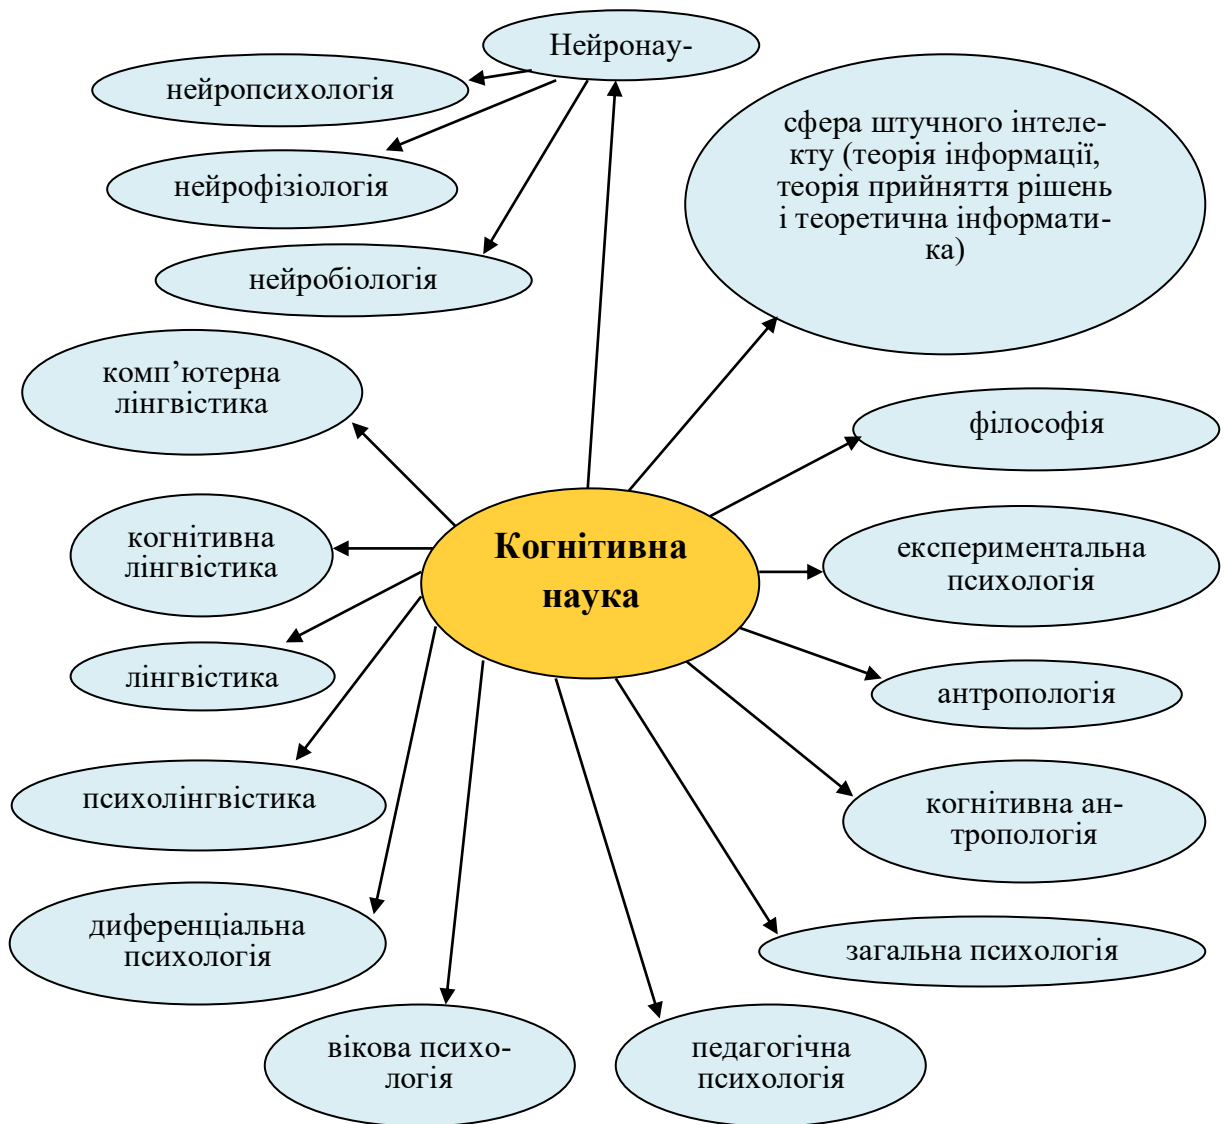 Нейронау-
нейропсихологія
сфера штучного інтеле-
кту (теорія інформації,
теорія прийняття рішень
і теоретична інформати-
ка)
нейрофізіологія
нейробіологія
комп’ютерна
лінгвістика
філософія
когнітивна
лінгвістика
Когнітивна
наука
експериментальна
психологія
лінгвістика
антропологія
психолінгвістика
когнітивна ан-
тропологія
диференціальна
психологія
загальна психологія
вікова психо-
логія
педагогічна
психологія